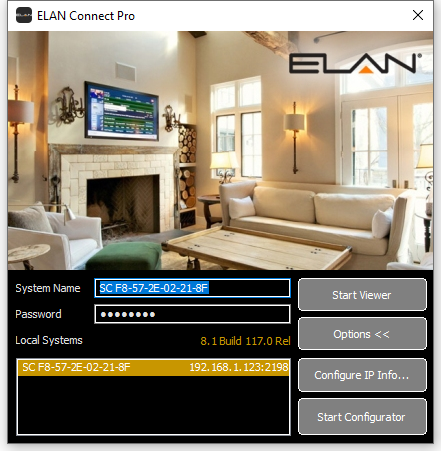 ELAN Connect Pro
ELAN®
System Name
SC F8-57-2E-02-21-8F
Start Viewer
Password
Options <<
Local Systems
8.1 Build 117.0 Rel
SC F8-57-2E-02-21-8F 192.168.1.123:2198
Configure IP Info...
Start Configurator